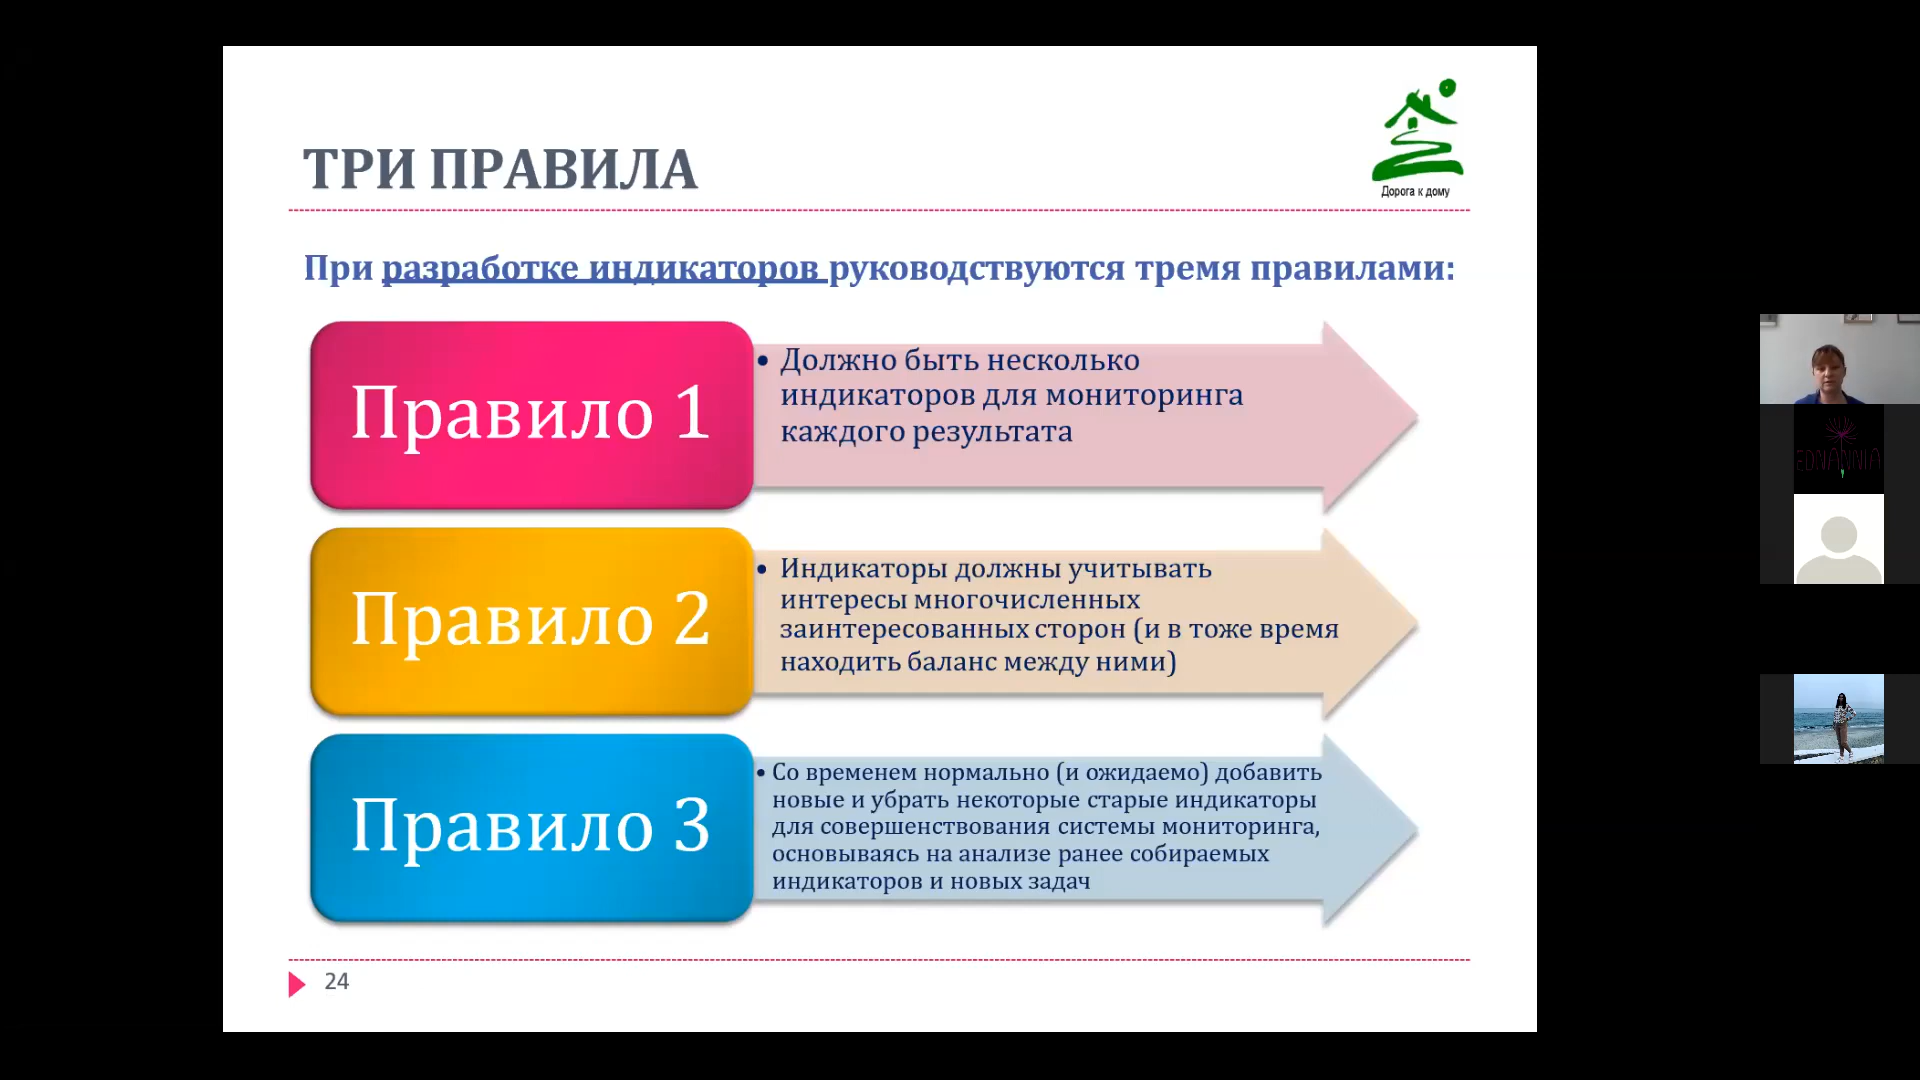 Дорога к дому
ТРИ ПРАВИЛА
При разработке индикаторов руководствуются тремя правилами:
Правило 1
• Должно быть несколько
индикаторов для мониторинга
каждого результата
Правило 2
• Индикаторы должны учитывать
интересы многочисленных
заинтересованных сторон (и в тоже время
находить баланс между ними)
Правило 3
• Со временем нормально (и ожидаемо) добавить
новые и убрать некоторые старые индикаторы
для совершенствования системы мониторинга,
основываясь на анализе ранее собираемых
индикаторов и новых задач
24